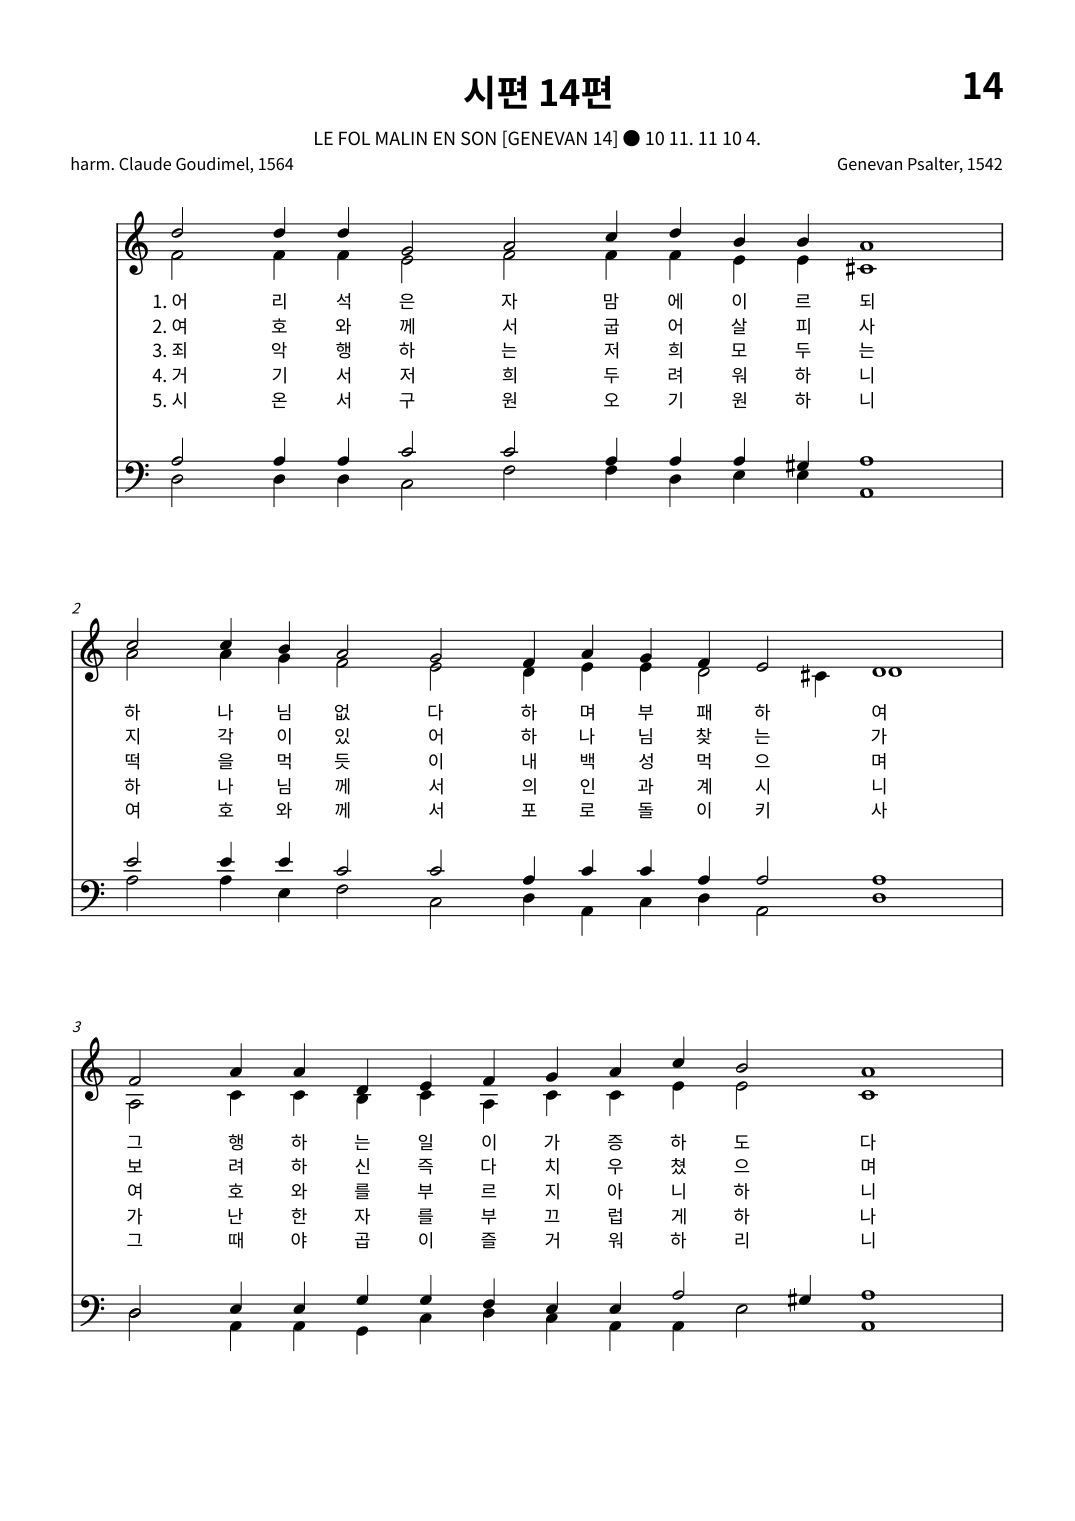 시편 14편
14
LE FOL MALIN EN SON [GENEVAN 14] ● 10 11. 11 10 4.
harm. Claude Goudimel, 1564
Genevan Psalter, 1542
1. 어 리 석 은 자 맘 에 이 르 되
2. 여 호 와 께 서 굽 어 살 피 사
3. 죄 악 행 하 는 저 희 모 두 는
4. 거 기 서 저 희 두 려 워 하 니
5. 시 온 서 구 원 오 기 원 하 니
2
하 나 님 없 다 하 며 부 패 하 여
지 각 이 있 어 하 나 님 찾 는 가
떡 을 먹 듯 이 내 백 성 먹 으 며
하 나 님 께 서 의 인 과 계 시 니
여 호 와 께 서 포 로 돌 이 키 사
3
그 행 하 는 일 이 가 증 하 도 다
보 려 하 신 즉 다 치 우 쳤 으 며
여 호 와 를 부 르 지 아 니 하 니
가 난 한 자 를 부 끄 럽 게 하 나
그 때 야 곱 이 즐 거 워 하 리 니